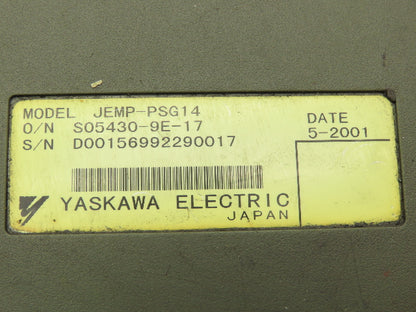 MODEL JEMP-PSG14
O/N S05430-9E-17
S/N D00156992290017
DATE
5-2001
YASKAWA ELECTRIC
JAPAN